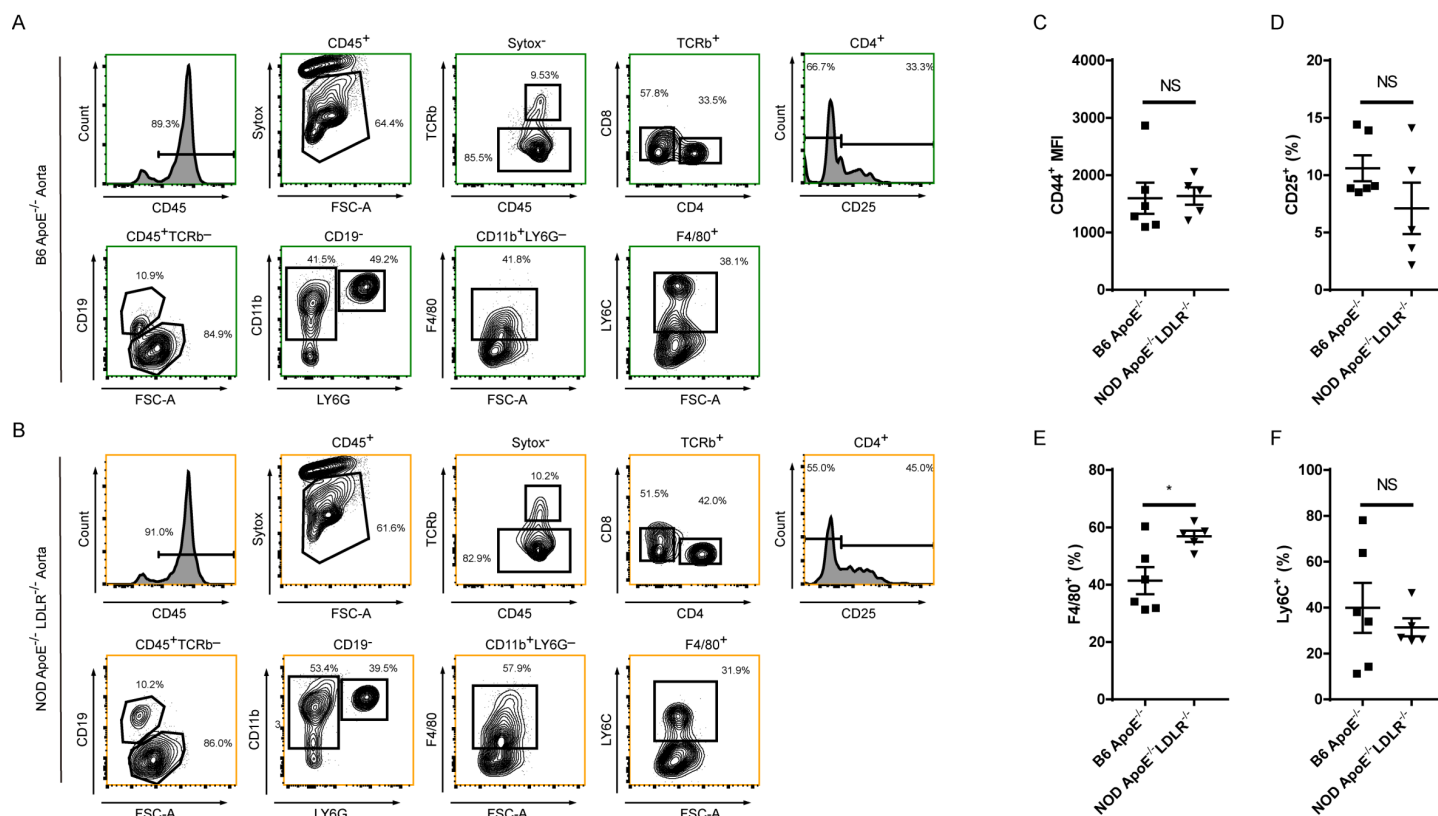 A
B6 ApoE-/- Aorta
Count
89.3%
CD45
CD45+
Sytox
64.4%
FSC-A
Sytox-
TCRb
9.53%
85.5%
CD45
TCRb+
CD8
57.8%
33.5%
CD4
CD4+
Count
66.7%
33.3%
CD25
CD45+TCRb–
CD19
10.9%
84.9%
FSC-A
CD19-
CD11b
41.5%
49.2%
LY6G
CD11b+LY6G–
F4/80
41.8%
FSC-A
F4/80+
LY6C
38.1%
FSC-A
B
NOD ApoE-/- LDLR-/- Aorta
Count
91.0%
CD45
CD45+
Sytox
61.6%
FSC-A
Sytox-
TCRb
10.2%
82.9%
CD45
TCRb+
CD8
51.5%
42.0%
CD4
CD4+
Count
55.0%
45.0%
CD25
CD45+TCRb–
CD19
10.2%
86.0%
FSC-A
CD19-
CD11b
53.4%
39.5%
3
LY6G
CD11b+LY6G–
F4/80
57.9%
FSC-A
F4/80+
LY6C
31.9%
FSC-A
C
CD44+ MFI
4000
3000
2000
1000
0
NS
B6 ApoE-/-
NOD ApoE-/-LDLR-/-
D
CD25+ (%)
20
15
10
5
0
NS
B6 ApoE-/-
NOD ApoE-/-LDLR-/-
E
F4/80+ (%)
80
60
40
20
0
*
B6 ApoE-/-
NOD ApoE-/-LDLR-/-
F
Ly6C+ (%)
100
80
60
40
20
0
NS
B6 ApoE-/-
NOD ApoE-/-LDLR-/-